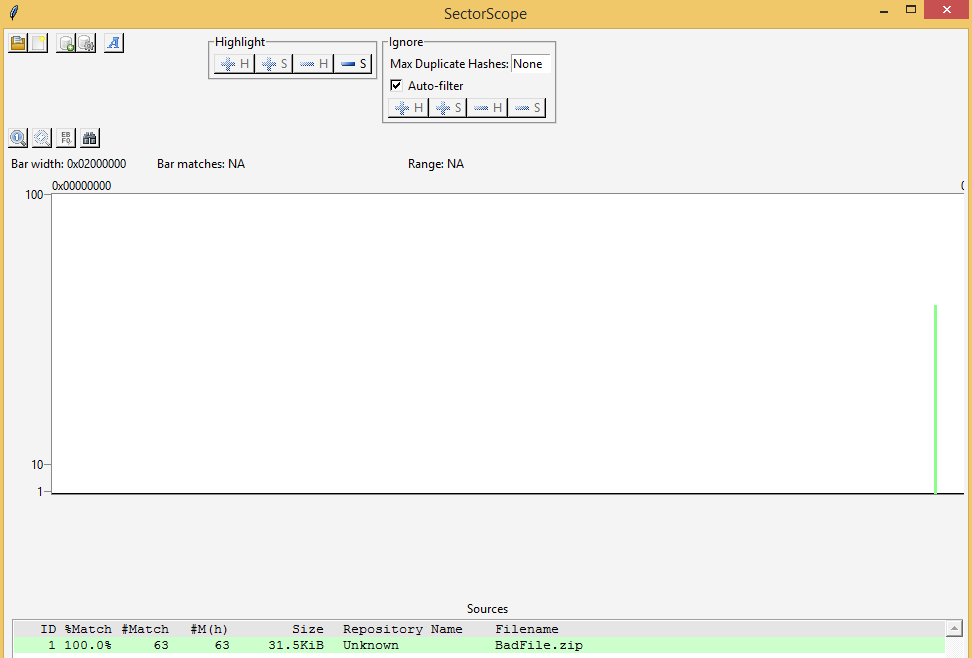 SectorScope
Highlight
H S H S
Ignore
Max Duplicate Hashes: None
Auto-filter
H S H S
EB
FQ.
Bar width: 0x02000000 Bar matches: NA Range: NA
0x00000000
100
10
1
Sources
ID %Match #Match #M(h) Size Repository Name Filename
1 100.0% 63 63 31.5KiB Unknown BadFile.zip